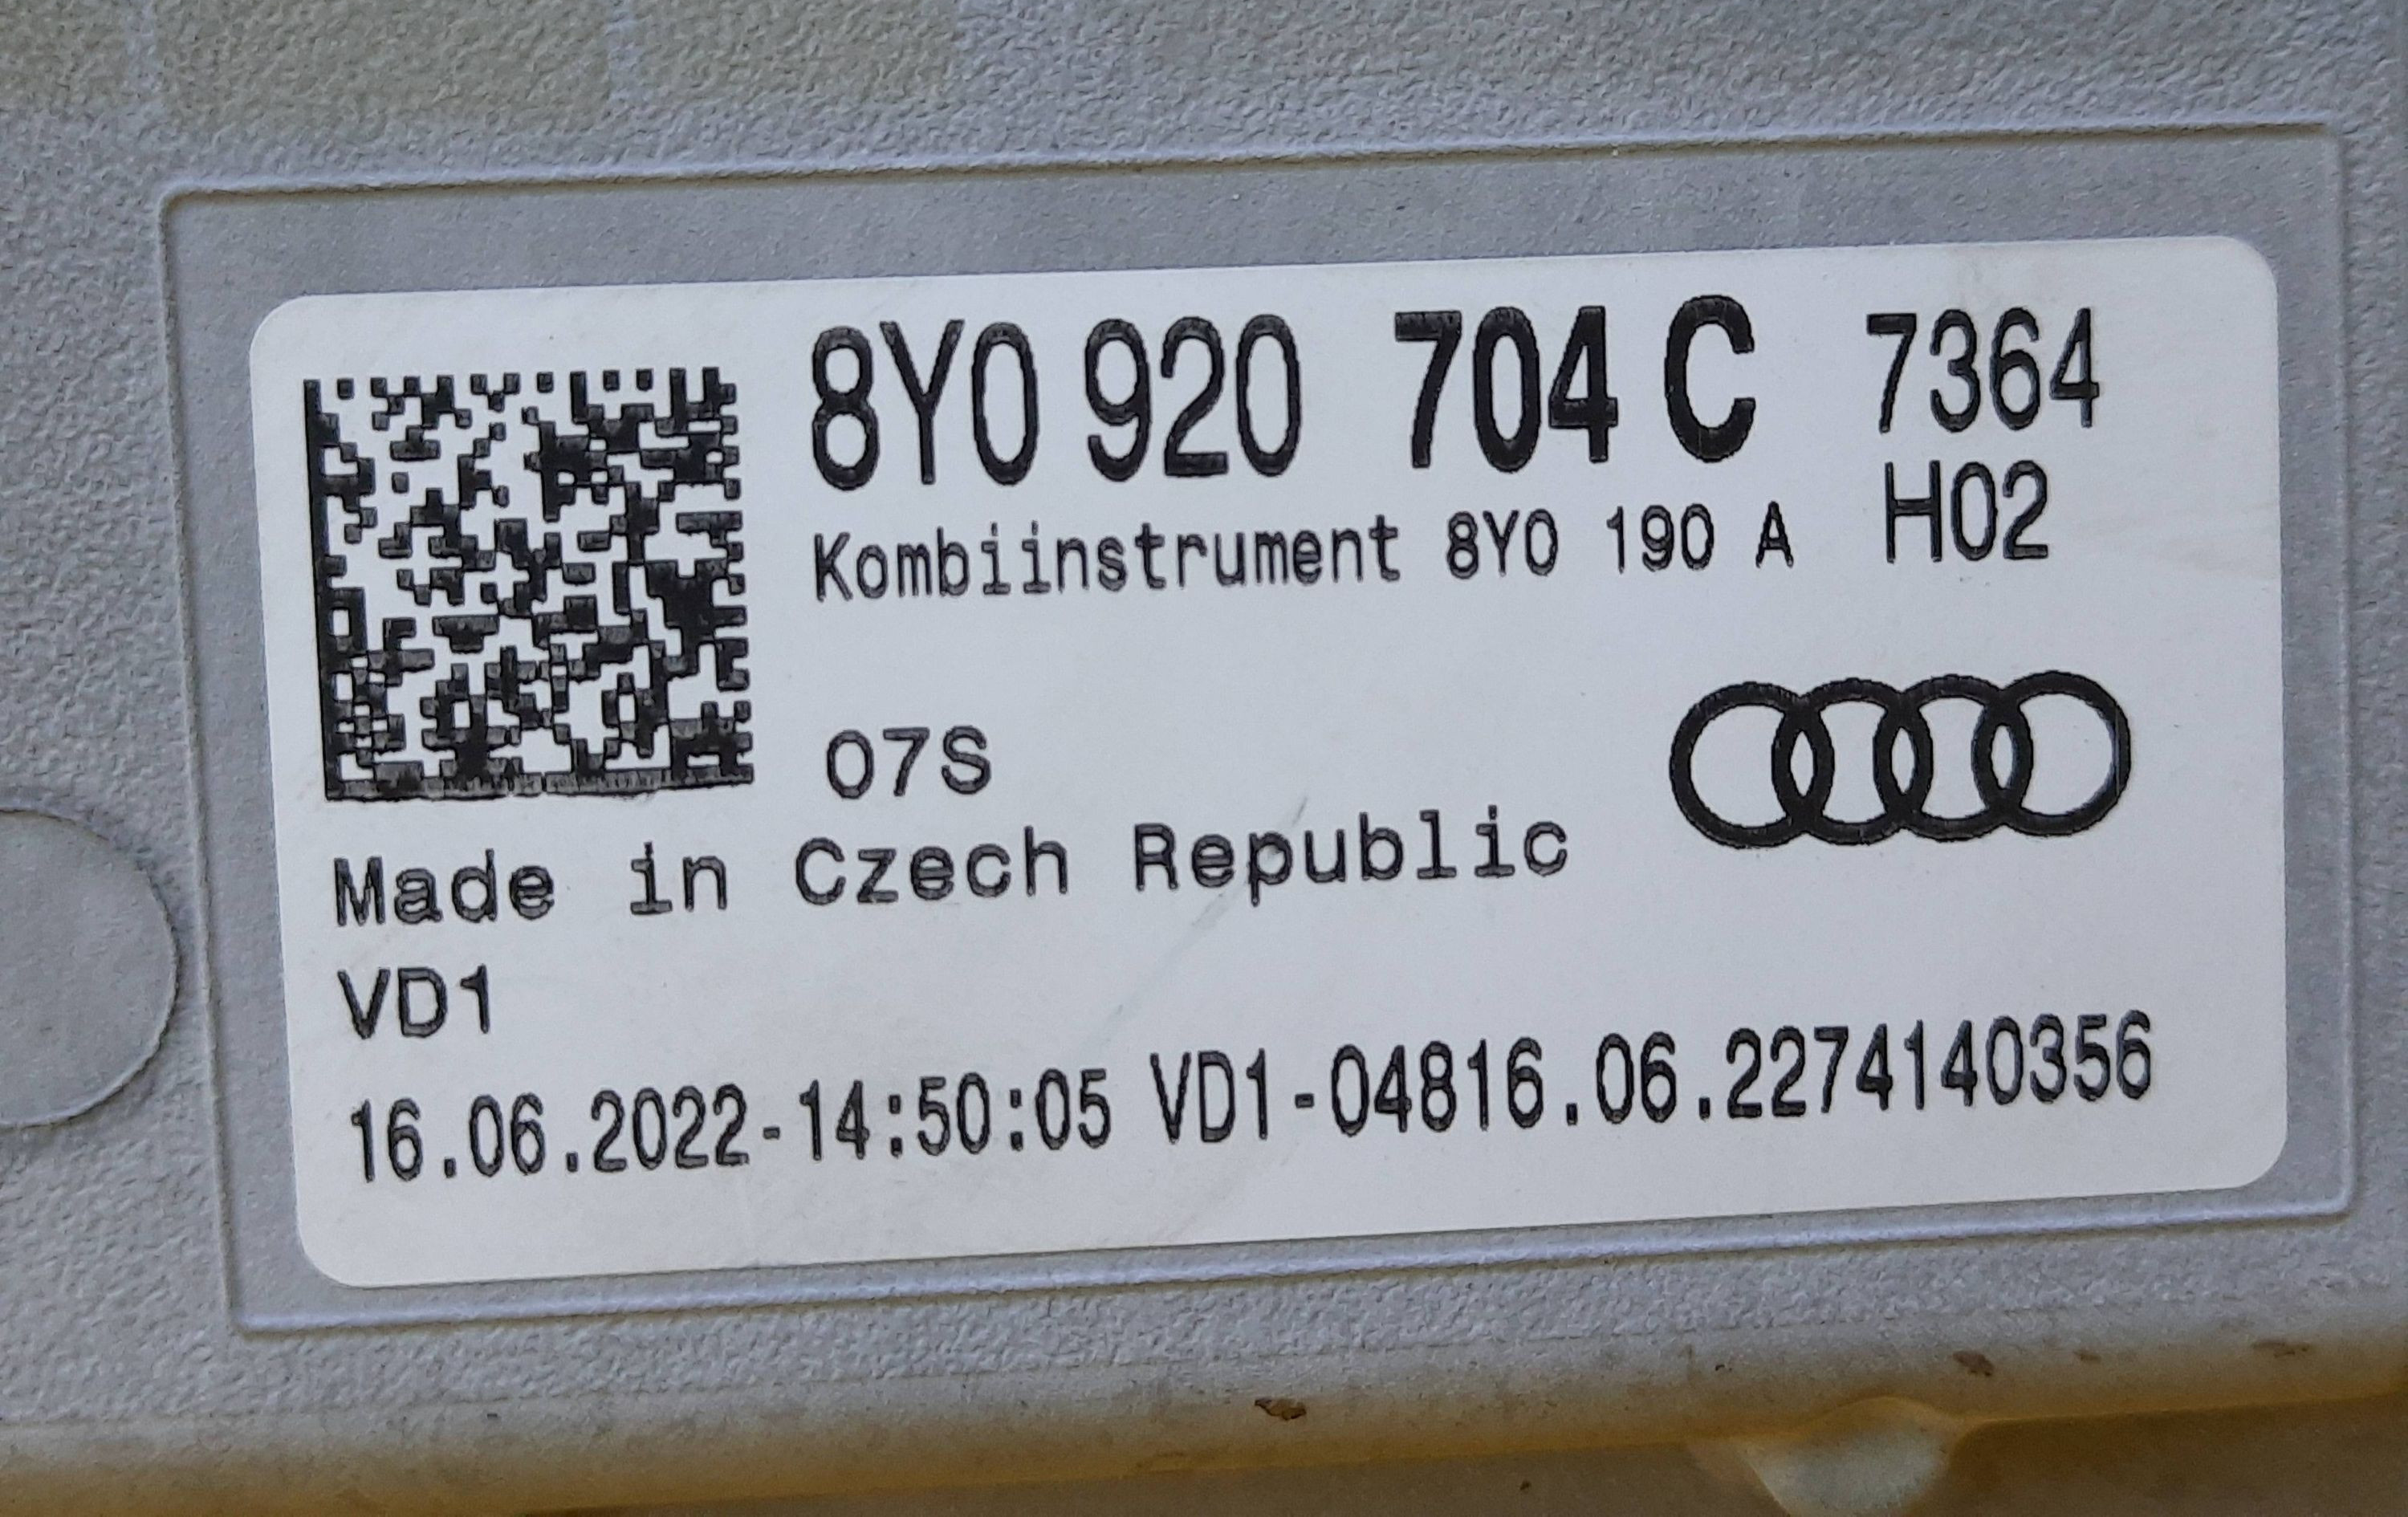 8Y0 920 704 C 7364
Kombiinstrument 8Y0 190 A H02
07S
Made in Czech Republic
VD1
16.06.2022-14:50:05 VD1-04816.06.2274140356